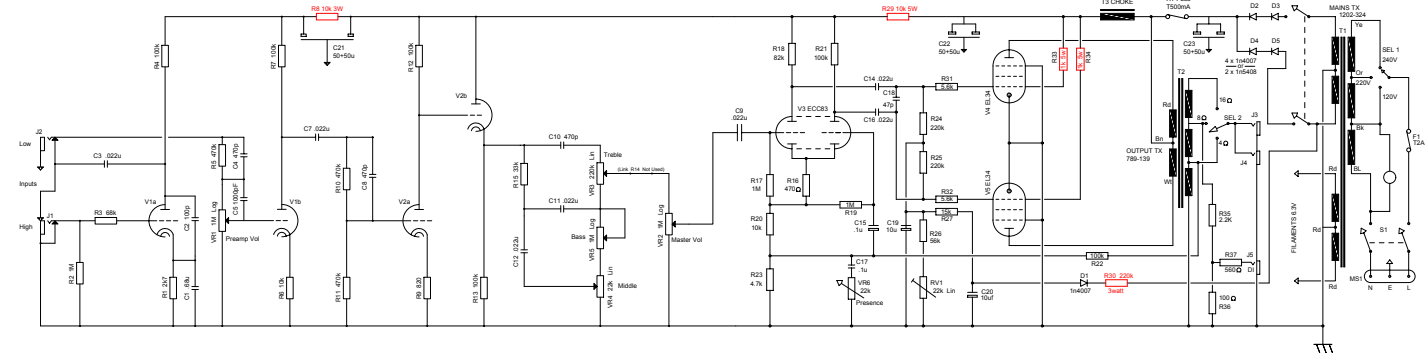 R8 10k 3W
R29 10k 5W
T3 CHOKE
T500mA
D2
D3
MAINS TX
1202-324
C21
50+50u
R4 100k
R7 100k
R12 100k
R18
82k
R21
100k
C22
50+50u
R33
1k 5w
R34
1k 5w
C23
50+50u
D4
D5
4 x 1n4007
or
2 x 1n5408
T1
Ye
SEL 1
240V
Or
220V
120V
Bk
BL
F1
T2A
V2b
C14 .022u
C18
47p
C16 .022u
R31
5.6k
V4 EL34
T2
Rd
Bn
Wt
OUTPUT TX
789-139
16Ω
8Ω
4Ω
SEL 2
J3
J4
J2
Low
Inputs
J1
High
C3 .022u
R3 68k
R2 1M
V1a
R1 2K7
C1 .68u
C2 100p
R5 470k
C4 470p
C5 1000pF
VR1 1M Log
Preamp Vol
V1b
R6 10k
C7 .022u
R10 470k
C8 470p
R11 470k
V2a
R9 820
R13 100k
C10 470p
R15 33k
C11 .022u
C12 .022u
Treble
VR3 220k Lin
(Link R14 Not Used)
Bass
VR5 1M Log
Middle
VR4 22k Lin
VR2 1M Log
Master Vol
C9
.022u
V3 ECC83
R17
1M
R16
470Ω
R20
10k
1M
R19
R23
4.7k
C15
.1u
C17
.1u
VR6
22k
Presence
R24
220k
R25
220k
R32
5.6k
15k
R27
V5 EL34
C19
10u
R26
56k
RV1
22k Lin
C20
10uf
100k
R22
D1
1n4007
R30 220k
3watt
R35
2.2K
R37
560Ω
J5
DI
100Ω
R36
FILAMENTS 6.3V
Rd
Rd
Rd
S1
MS1
N
E
L